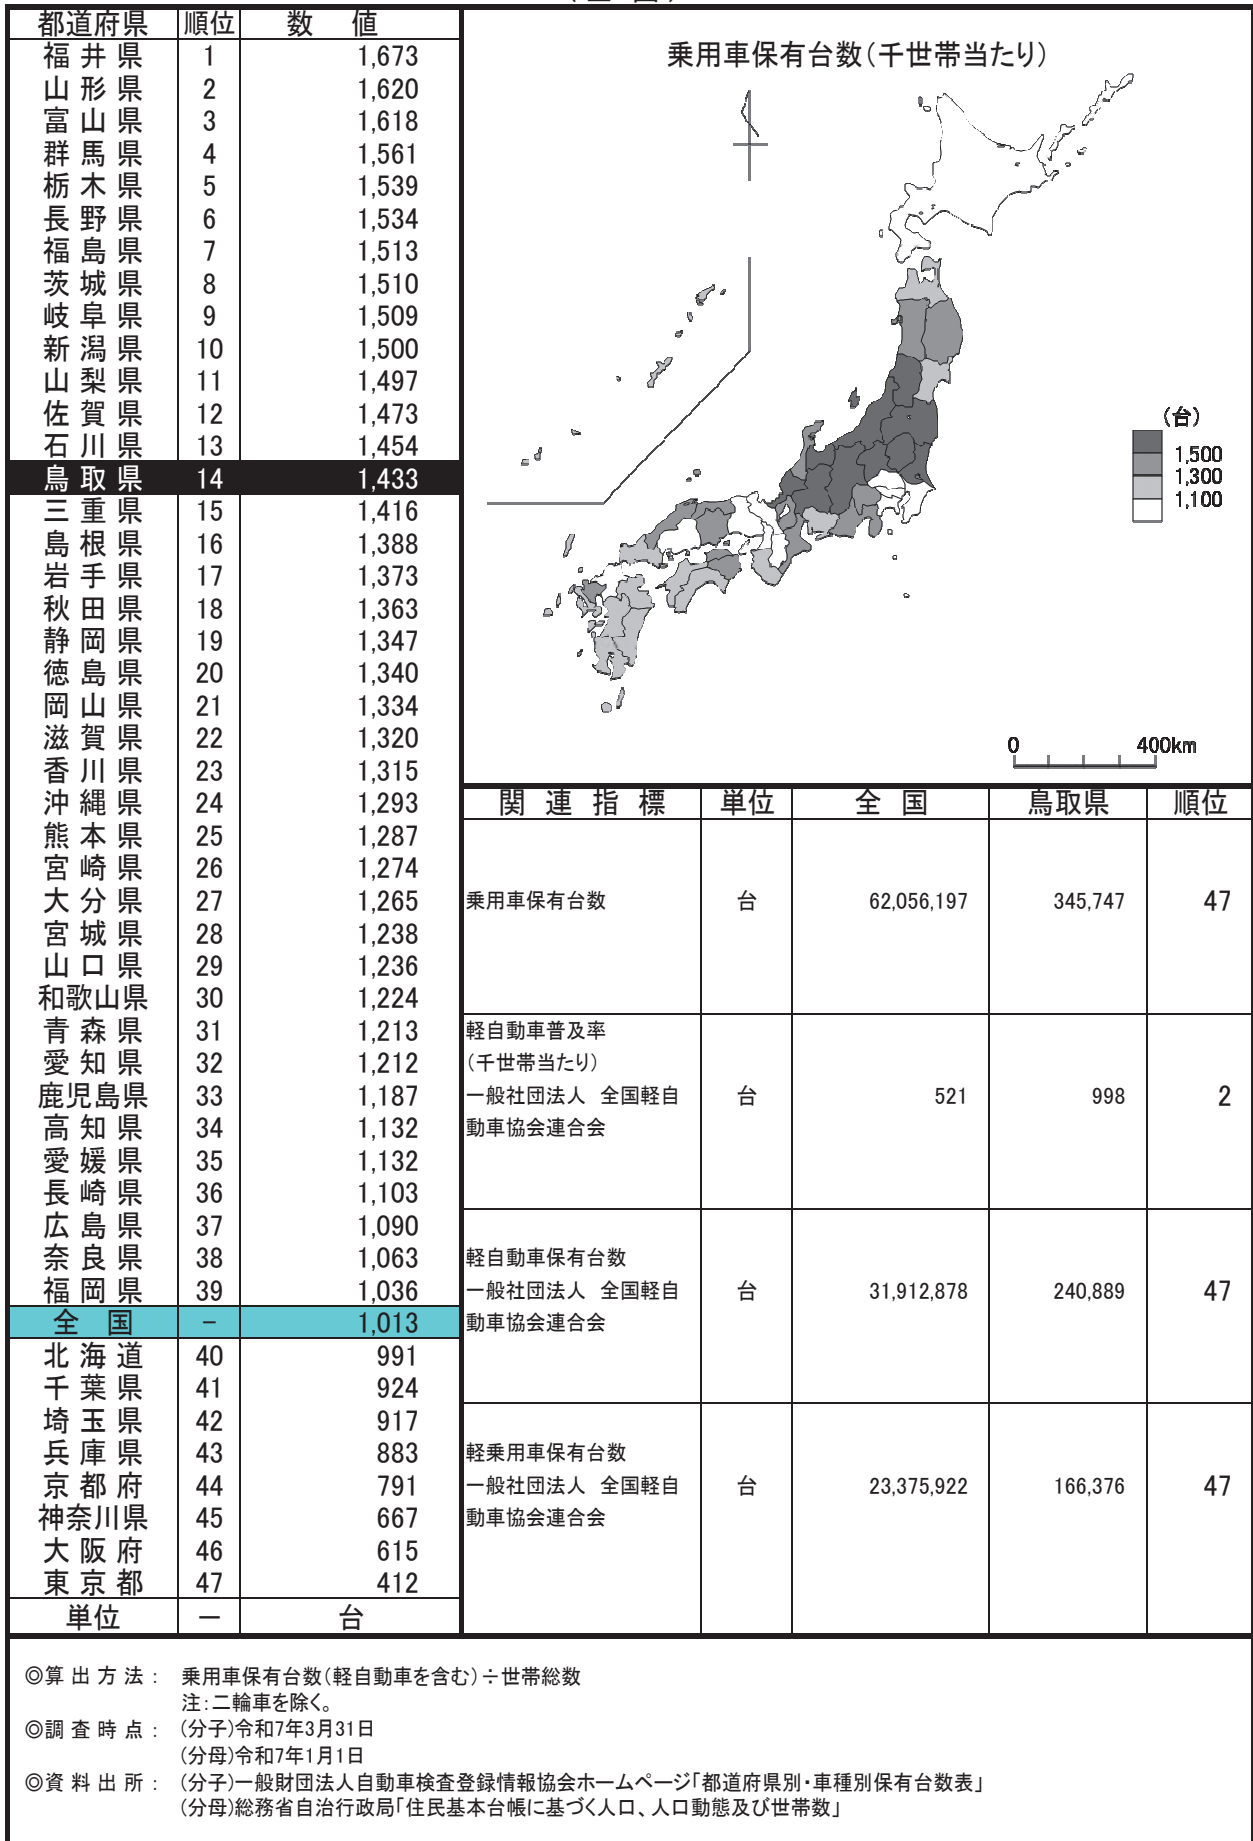 都道府県 順位 数 値
福井県 1 1,673
山形県 2 1,620
富山県 3 1,618
群馬県 4 1,561
栃木県 5 1,539
長野県 6 1,534
福島県 7 1,513
茨城県 8 1,510
岐阜県 9 1,509
新潟県 10 1,500
山梨県 11 1,497
佐賀県 12 1,473
石川県 13 1,454
鳥取県 14 1,433
三重県 15 1,416
島根県 16 1,388
岩手県 17 1,373
秋田県 18 1,363
静岡県 19 1,347
徳島県 20 1,340
岡山県 21 1,334
滋賀県 22 1,320
香川県 23 1,315
沖縄県 24 1,293
熊本県 25 1,287
宮崎県 26 1,274
大分県 27 1,265
宮城県 28 1,238
山口県 29 1,236
和歌山県 30 1,224
青森県 31 1,213
愛知県 32 1,212
鹿児島県 33 1,187
高知県 34 1,132
愛媛県 35 1,132
長崎県 36 1,103
広島県 37 1,090
奈良県 38 1,063
福岡県 39 1,036
全国 - 1,013
北海道 40 991
千葉県 41 924
埼玉県 42 917
兵庫県 43 883
京都府 44 791
神奈川県 45 667
大阪府 46 615
東京都 47 412
単位 － 台
乗用車保有台数(千世帯当たり)
(台)
1,500
1,300
1,100
0 400km
関連指標 単位 全国 鳥取県 順位
乗用車保有台数 台 62,056,197 345,747 47
軽自動車普及率
(千世帯当たり)
一般社団法人 全国軽自 台 521 998 2
動車協会連合会
軽自動車保有台数
一般社団法人 全国軽自 台 31,912,878 240,889 47
動車協会連合会
軽乗用車保有台数
一般社団法人 全国軽自 台 23,375,922 166,376 47
動車協会連合会
◎算出方法： 乗用車保有台数(軽自動車を含む)÷世帯総数
注:二輪車を除く。
◎調査時点： (分子)令和7年3月31日
(分母)令和7年1月1日
◎資料出所： (分子)一般財団法人自動車検査登録情報協会ホームページ「都道府県別・車種別保有台数表」
(分母)総務省自治行政局「住民基本台帳に基づく人口、人口動態及び世帯数」